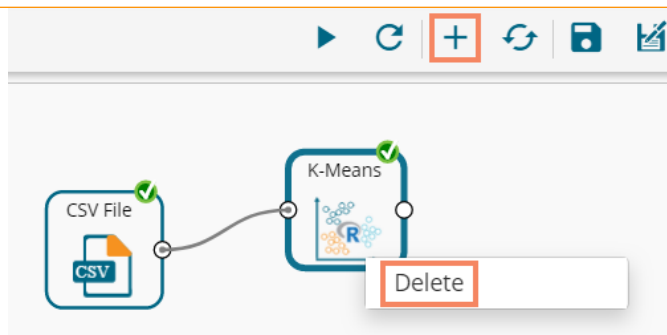 K-Means
CSV File
R
CSV
Delete